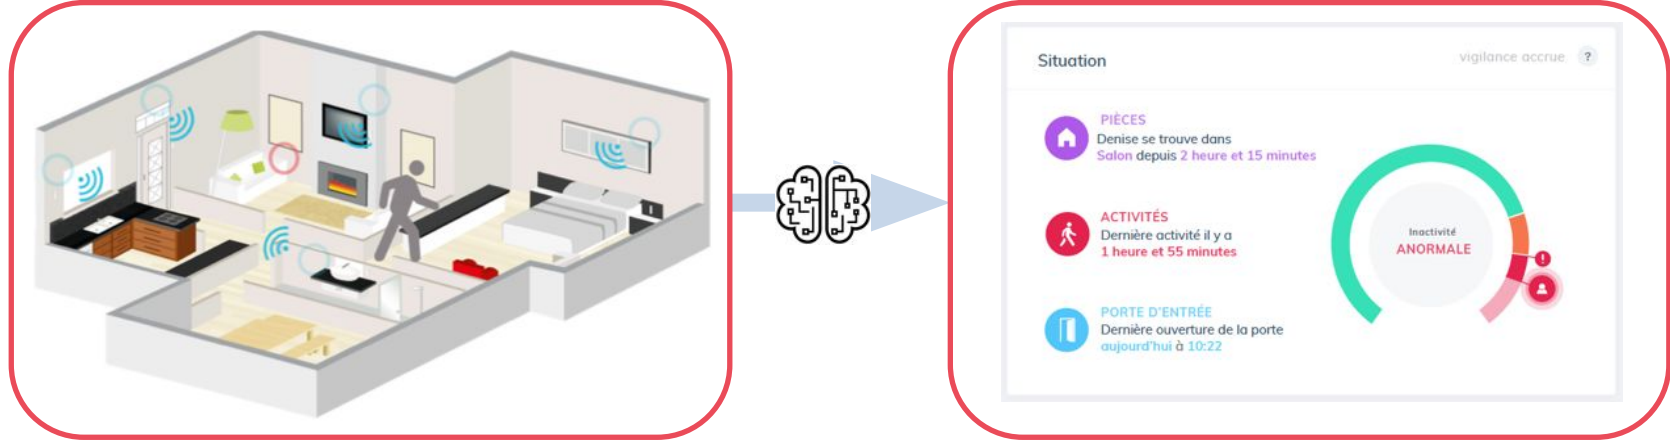 Situation
vigilance accrue ?
PIÈCES
Denise se trouve dans
Salon depuis 2 heure et 15 minutes
ACTIVITÉS
Dernière activité il y a
1 heure et 55 minutes
PORTE D'ENTRÉE
Dernière ouverture de la porte
aujourd'hui à 10:22
Inactivité
ANORMALE
!